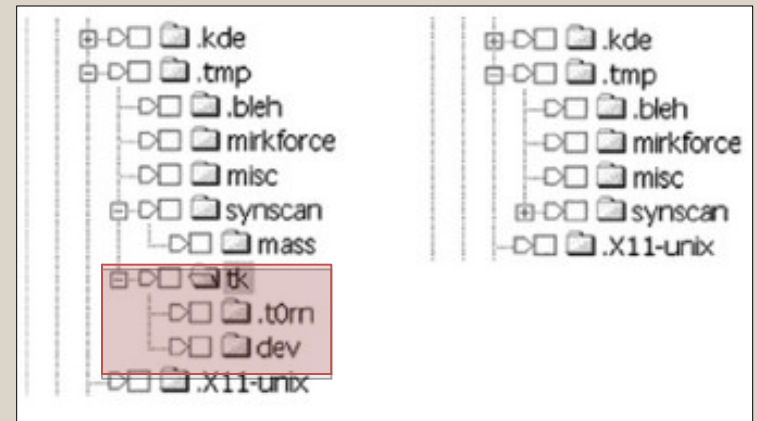 .kde
.tmp
.bleh
mirkforce
misc
synscan
mass
tk
.t0rn
dev
.X11-unix
.kde
.tmp
.bleh
mirkforce
misc
synscan
.X11-unix